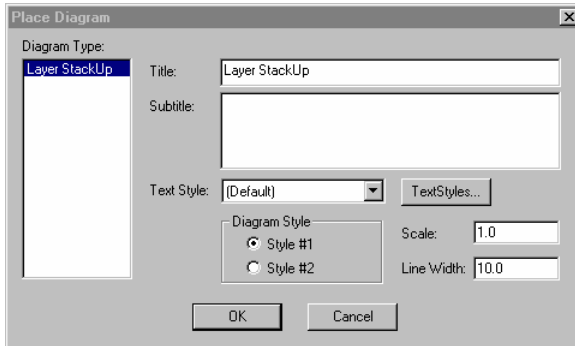 Place Diagram
Diagram Type:
Layer StackUp
Title:
Layer StackUp
Subtitle:
Text Style:
(Default)
TextStyles...
Diagram Style
Style #1
Style #2
Scale:
1.0
Line Width:
10.0
OK
Cancel